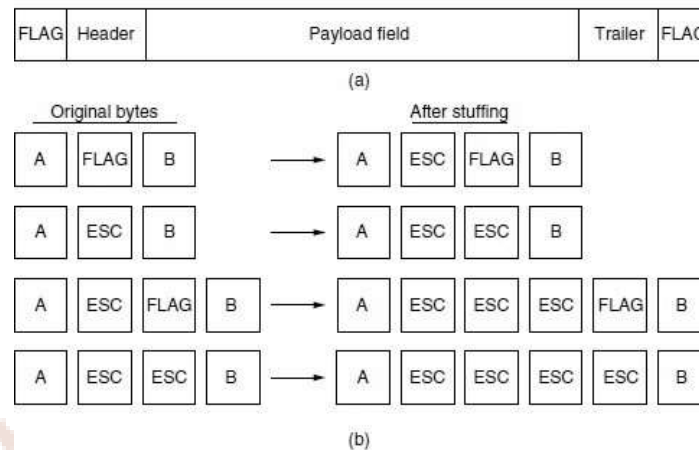 FLAG Header Payload field Trailer FLAG
(a)
Original bytes After stuffing
A FLAG B A ESC FLAG B
A ESC B A ESC ESC B
A ESC FLAG B A ESC ESC ESC FLAG B
A ESC ESC B A ESC ESC ESC ESC B
(b)